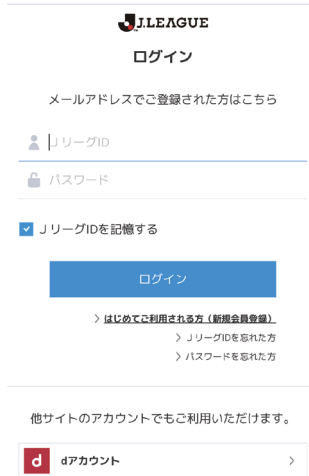 J.LEAGUE
ログイン
メールアドレスでご登録された方はこちら
ＪリーグID
パスワード
ＪリーグIDを記憶する
ログイン
はじめてご利用される方（新規会員登録）
ＪリーグIDを忘れた方
パスワードを忘れた方
他サイトのアカウントでもご利用いただけます。
d dアカウント